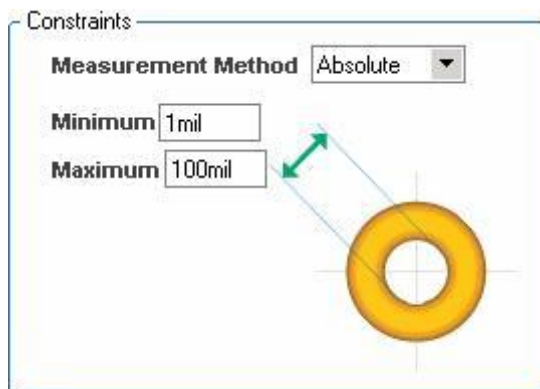 Constraints
Measurement Method Absolute
Minimum 1mil
Maximum 100mil